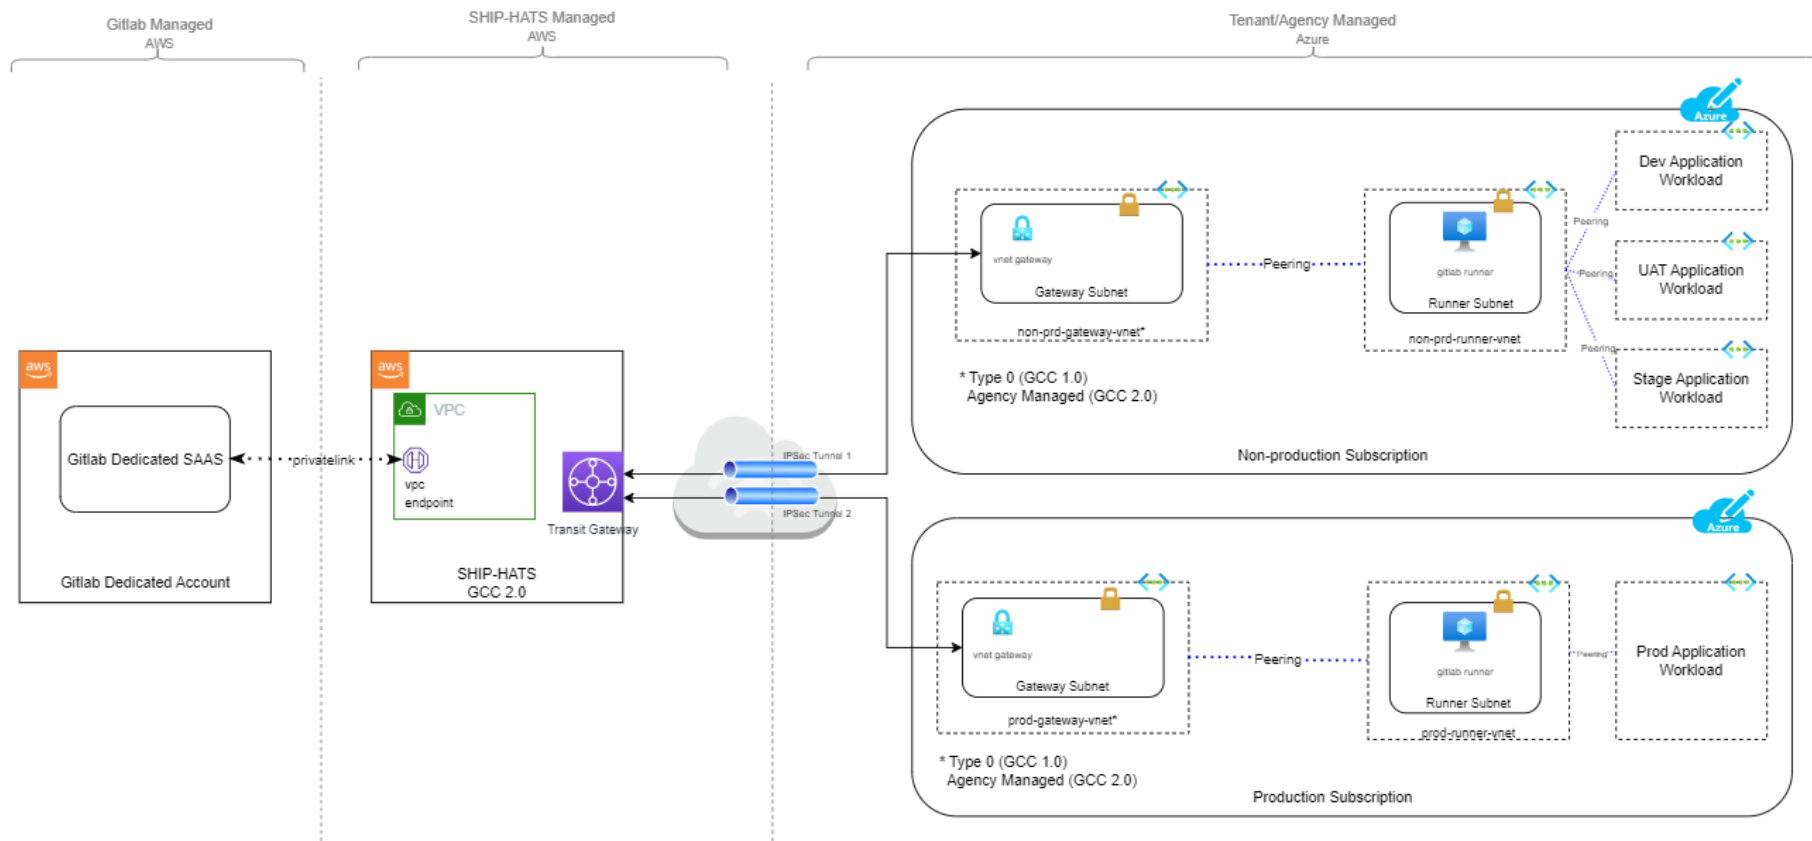 Gitlab Managed
AWS
SHIP-HATS Managed
AWS
Tenant/Agency Managed
Azure
aws
Gitlab Dedicated SAAS
Gitlab Dedicated Account
privatelink
aws
VPC
vpc
endpoint
Transit Gateway
SHIP-HATS
GCC 2.0
IPSec Tunnel 1
IPSec Tunnel 2
Azure
vnet gateway
Gateway Subnet
non-prd-gateway-vnet*
* Type 0 (GCC 1.0)
Agency Managed (GCC 2.0)
Peering
gitlab runner
Runner Subnet
non-prd-runner-vnet
Peering
Peering
Peering
Dev Application
Workload
UAT Application
Workload
Stage Application
Workload
Non-production Subscription
Azure
vnet gateway
Gateway Subnet
prod-gateway-vnet*
* Type 0 (GCC 1.0)
Agency Managed (GCC 2.0)
Peering
gitlab runner
Runner Subnet
prod-runner-vnet
Peering
Prod Application
Workload
Production Subscription